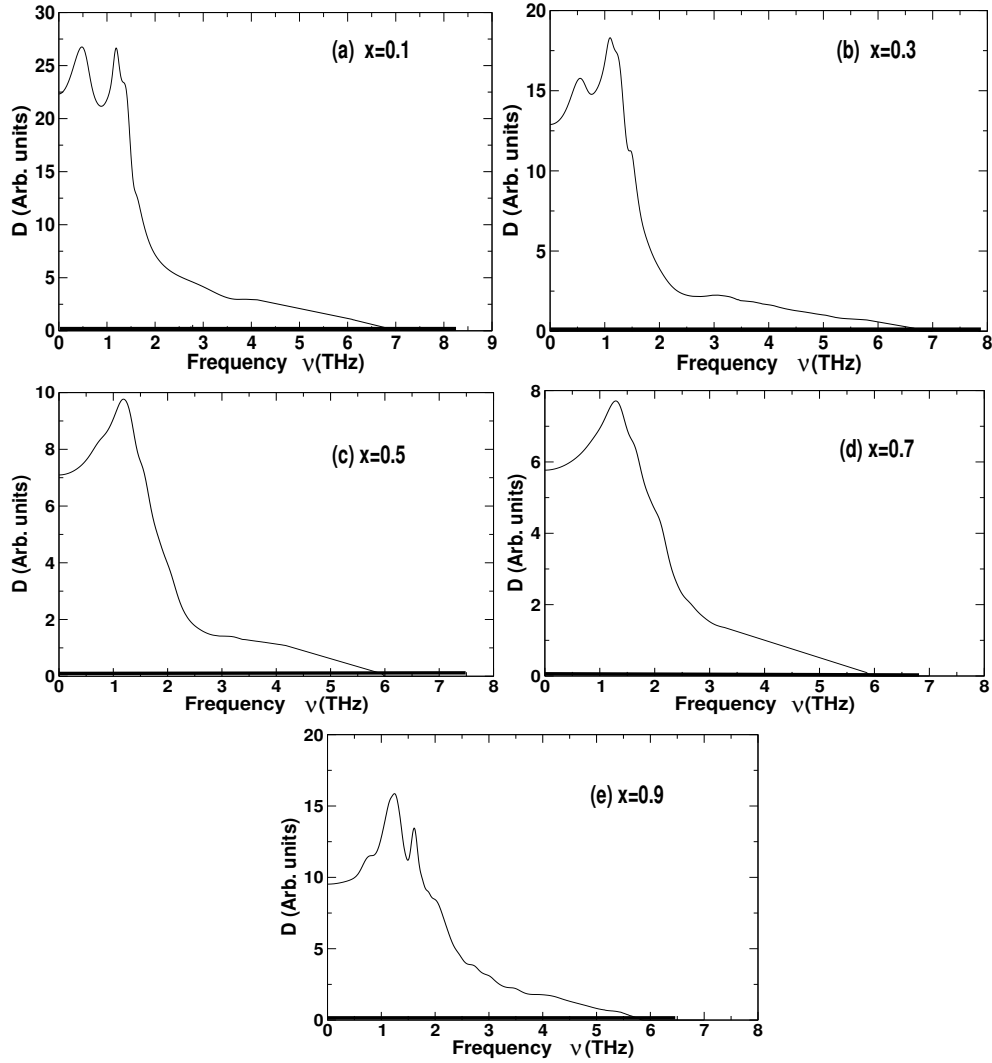 30
25
20
15
10
5
0
D (Arb. units)
(a) x=0.1
0 1 2 3 4 5 6 7 8 9
Frequency ν(THz)
20
15
10
5
0
D (Arb. units)
(b) x=0.3
0 1 2 3 4 5 6 7 8
Frequency ν(THz)
10
8
6
4
2
0
D (Arb. units)
(c) x=0.5
0 1 2 3 4 5 6 7 8
Frequency ν(THz)
8
6
4
2
0
D (Arb. units)
(d) x=0.7
0 1 2 3 4 5 6 7 8
Frequency ν(THz)
20
15
10
5
0
D (Arb. units)
(e) x=0.9
0 1 2 3 4 5 6 7 8
Frequency ν(THz)